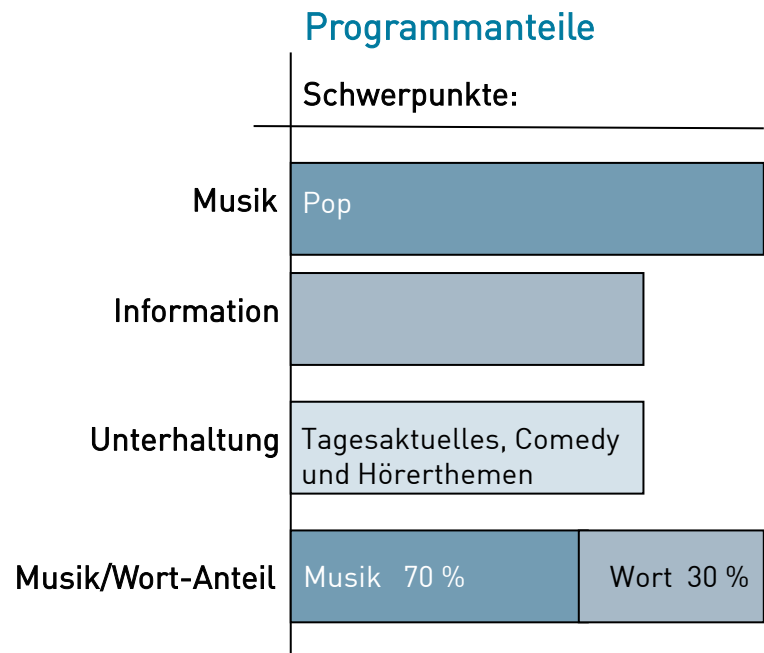 Programmanteile
Schwerpunkte:
Musik
Pop
Information
Unterhaltung
Tagesaktuelles, Comedy
und Hörerthemen
Musik/Wort-Anteil
Musik 70 %
Wort 30 %